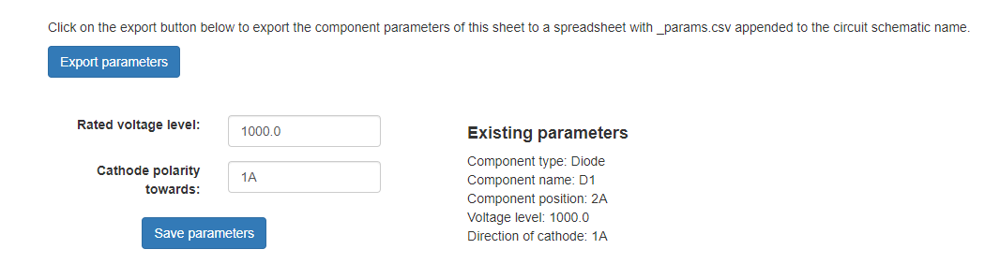 Click on the export button below to export the component parameters of this sheet to a spreadsheet with _params.csv appended to the circuit schematic name.
Export parameters
Rated voltage level:
1000.0
Cathode polarity
towards:
1A
Save parameters
Existing parameters
Component type: Diode
Component name: D1
Component position: 2A
Voltage level: 1000.0
Direction of cathode: 1A